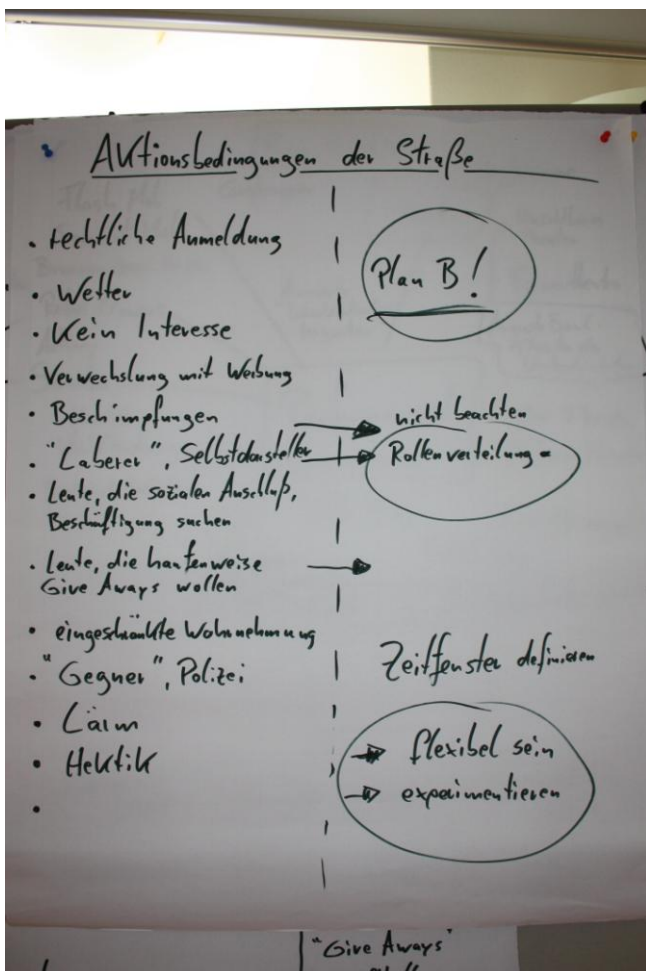 Aktionsbedingungen der Straße
• rechtliche Anmeldung
• Wetter
• Kein Interesse
• Verwechslung mit Werbung
• Beschimpfungen
• "Laberer", Selbstdarsteller
• Leute, die sozialen Anschluß,
Beschäftigung suchen
• Leute, die haufenweise
Give Aways wollen
• eingeschränkte Wahrnehmung
• "Gegner", Polizei
• Lärm
• Hektik
•
Plan B!
nicht beachten
Rollenverteilung
Zeitfenster definieren
→ flexibel sein
→ experimentieren
"Give Aways"